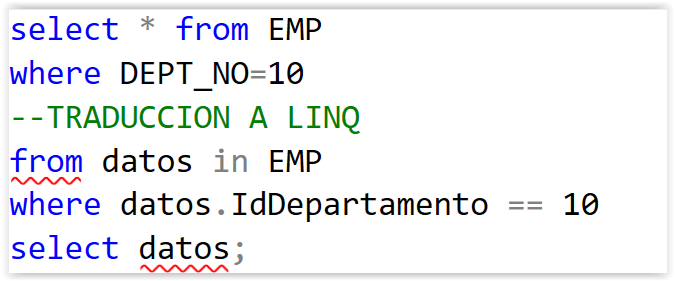 select * from EMP
where DEPT_NO=10
--TRADUCCION A LINQ
from datos in EMP
where datos.IdDepartamento == 10
select datos;